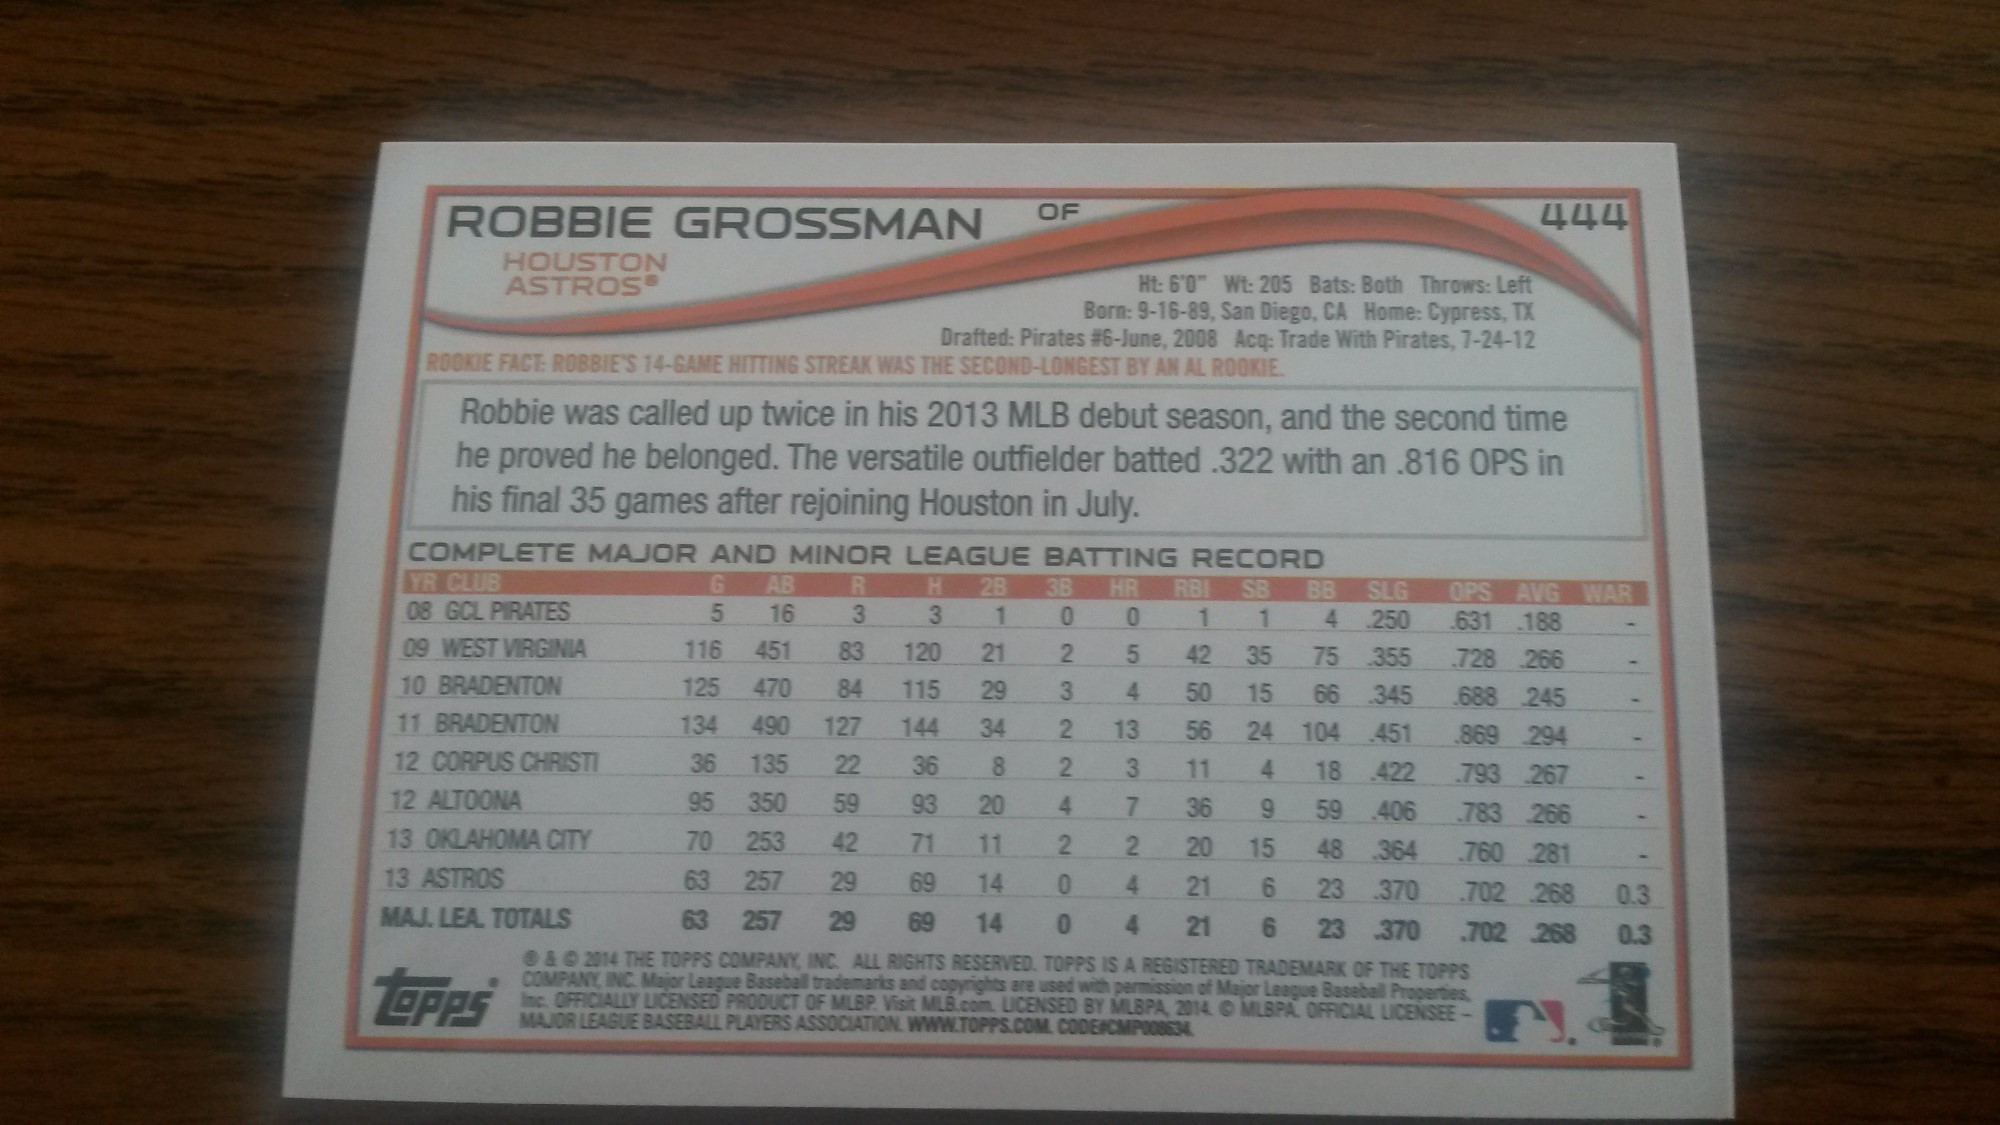 ROBBIE GROSSMAN OF 444
HOUSTON
ASTROS®
Ht: 6'0" Wt: 205 Bats: Both Throws: Left
Born: 9-16-89, San Diego, CA Home: Cypress, TX
Drafted: Pirates #6-June, 2008 Acq: Trade With Pirates, 7-24-12
ROOKIE FACT: ROBBIE'S 14-GAME HITTING STREAK WAS THE SECOND-LONGEST BY AN AL ROOKIE.
Robbie was called up twice in his 2013 MLB debut season, and the second time
he proved he belonged. The versatile outfielder batted .322 with an .816 OPS in
his final 35 games after rejoining Houston in July.
COMPLETE MAJOR AND MINOR LEAGUE BATTING RECORD
YR CLUB G AB R H 2B 3B HR RBI SB BB SLG OPS AVG WAR
08 GCL PIRATES 5 16 3 3 1 0 0 1 1 4 .250 .631 .188 -
09 WEST VIRGINIA 116 451 83 120 21 2 5 42 35 75 .355 .728 .266 -
10 BRADENTON 125 470 84 115 29 3 4 50 15 66 .345 .688 .245 -
11 BRADENTON 134 490 127 144 34 2 13 56 24 104 .451 .869 .294 -
12 CORPUS CHRISTI 36 135 22 36 8 2 3 11 4 18 .422 .793 .267 -
12 ALTOONA 95 350 59 93 20 4 7 36 9 59 .406 .783 .266 -
13 OKLAHOMA CITY 70 253 42 71 11 2 2 20 15 48 .364 .760 .281 -
13 ASTROS 63 257 29 69 14 0 4 21 6 23 .370 .702 .268 0.3
MAJ. LEA. TOTALS 63 257 29 69 14 0 4 21 6 23 .370 .702 .268 0.3
® & © 2014 THE TOPPS COMPANY, INC. ALL RIGHTS RESERVED. TOPPS IS A REGISTERED TRADEMARK OF THE TOPPS
COMPANY, INC. Major League Baseball trademarks and copyrights are used with permission of Major League Baseball Properties,
Inc. OFFICIALLY LICENSED PRODUCT OF MLBP. Visit MLB.com. LICENSED BY MLBPA, 2014. © MLBPA. OFFICIAL LICENSEE –
MAJOR LEAGUE BASEBALL PLAYERS ASSOCIATION. WWW.TOPPS.COM. CODE#CMP008634.
topps